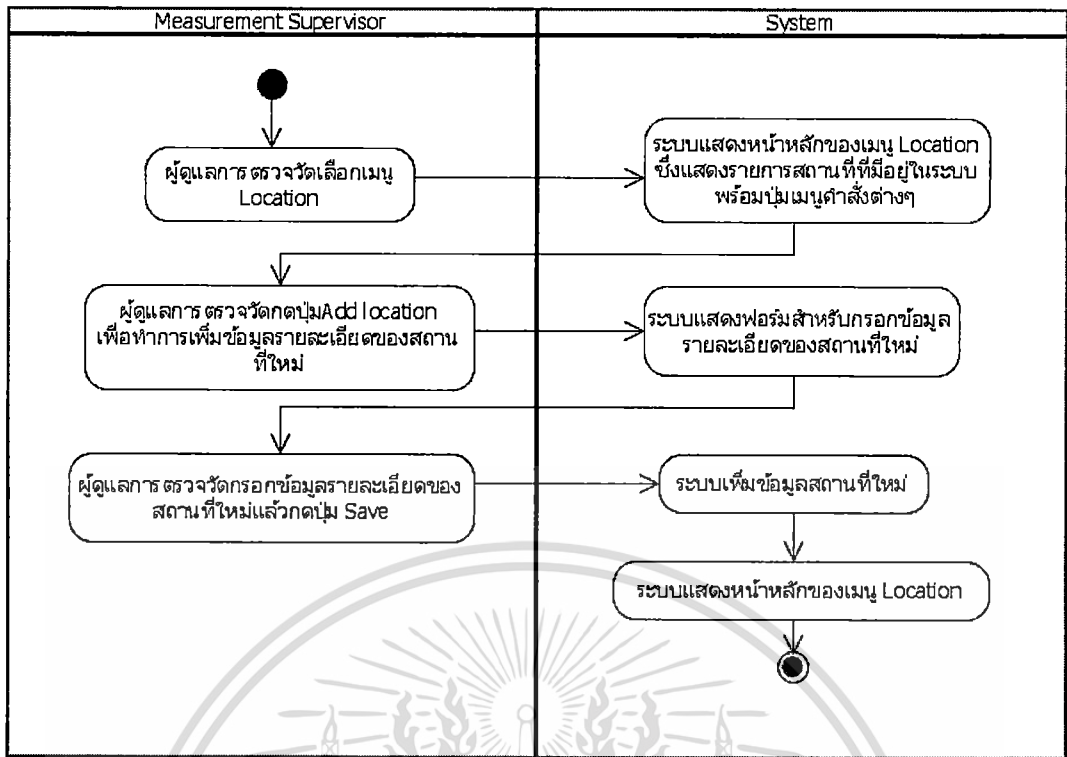 Measurement Supervisor
System
ผู้ดูแลการตรวจวัดเลือกเมนู
Location
ระบบแสดงหน้าหลักของเมนู Location
ซึ่งแสดงรายการสถานที่ที่มีอยู่ในระบบ
พร้อมปุ่มเมนูคำสั่งต่างๆ
ผู้ดูแลการตรวจวัดกดปุ่มAdd location
เพื่อทำการเพิ่มข้อมูลรายละเอียดของสถาน
ที่ใหม่
ระบบแสดงฟอร์มสำหรับกรอกข้อมูล
รายละเอียดของสถานที่ใหม่
ผู้ดูแลการตรวจวัดกรอกข้อมูลรายละเอียดของ
สถานที่ใหม่แล้วกดปุ่ม Save
ระบบเพิ่มข้อมูลสถานที่ใหม่
ระบบแสดงหน้าหลักของเมนู Location